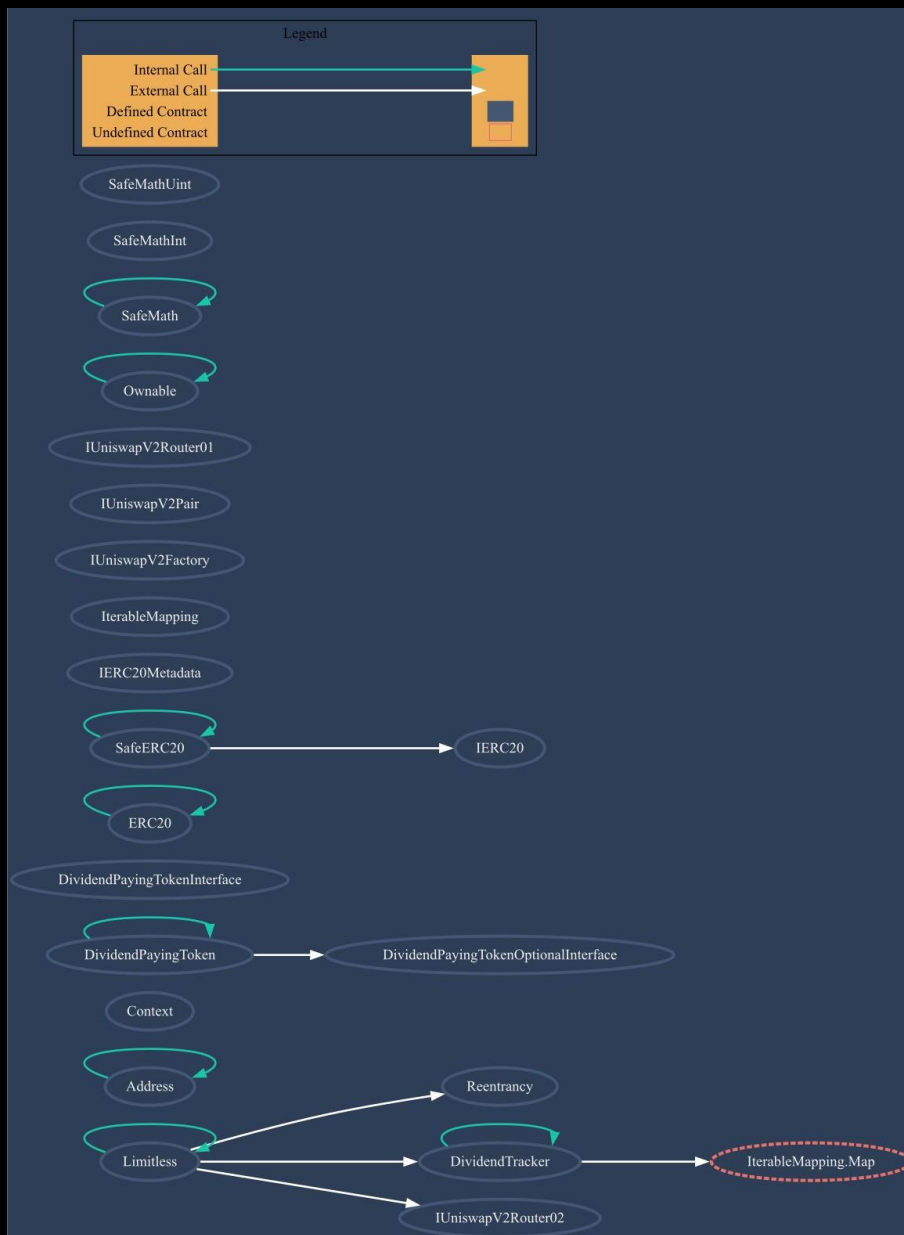 Legend
Internal Call
External Call
Defined Contract
Undefined Contract
SafeMathUint
SafeMathInt
SafeMath
Ownable
IUniswapV2Router01
IUniswapV2Pair
IUniswapV2Factory
IterableMapping
IERC20Metadata
SafeERC20 IERC20
ERC20
DividendPayingTokenInterface
DividendPayingToken DividendPayingTokenOptionalInterface
Context
Address Reentrancy
Limitless DividendTracker IterableMapping.Map
IUniswapV2Router02